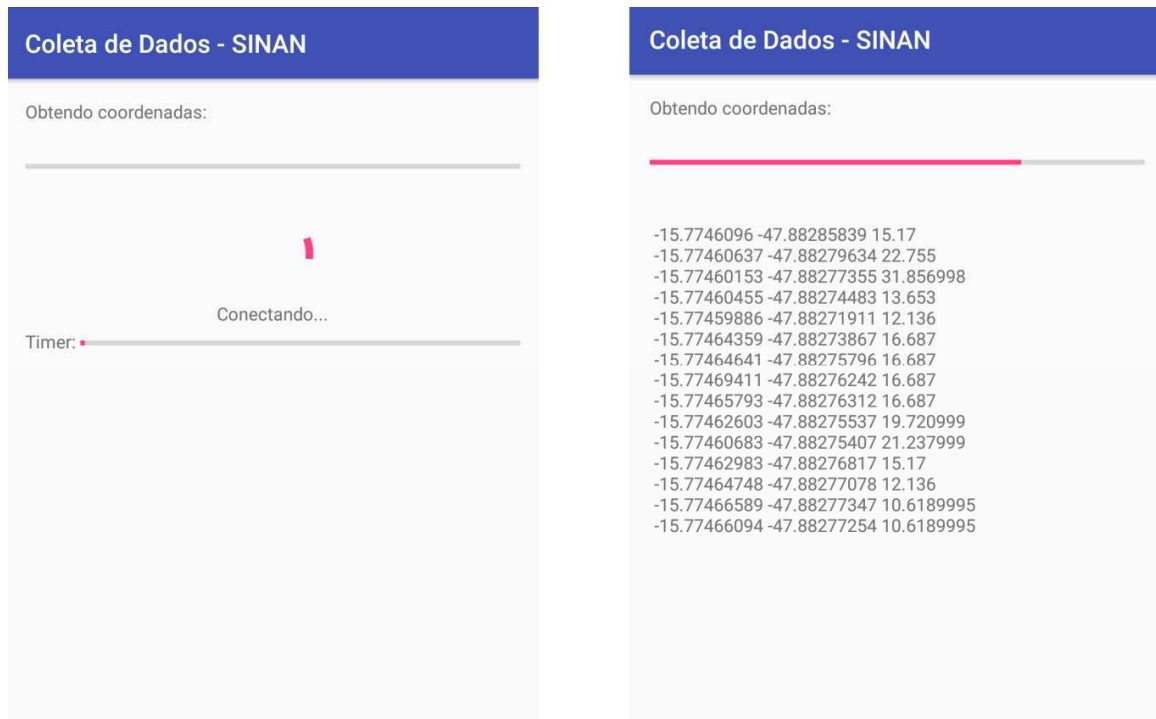 Coleta de Dados - SINAN
Obtendo coordenadas:
Conectando...
Timer:
Coleta de Dados - SINAN
Obtendo coordenadas:
-15.7746096 -47.88285839 15.17
-15.77460637 -47.88279634 22.755
-15.77460153 -47.88277355 31.856998
-15.77460455 -47.88274483 13.653
-15.77459886 -47.88271911 12.136
-15.77464359 -47.88273867 16.687
-15.77464641 -47.88275796 16.687
-15.77469411 -47.88276242 16.687
-15.77465793 -47.88276312 16.687
-15.77462603 -47.88275537 19.720999
-15.77460683 -47.88275407 21.237999
-15.77462983 -47.88276817 15.17
-15.77464748 -47.88277078 12.136
-15.77466589 -47.88277347 10.6189995
-15.77466094 -47.88277254 10.6189995